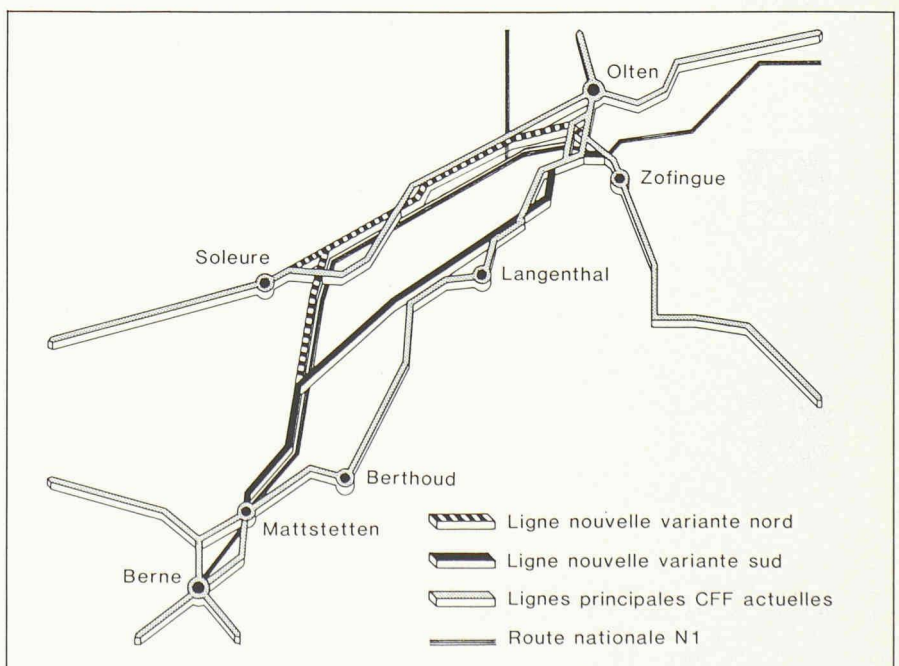 Olten
Zofingue
Soleure
Langenthal
Berthoud
Mattstetten
Berne
Ligne nouvelle variante nord
Ligne nouvelle variante sud
Lignes principales CFF actuelles
Route nationale N1